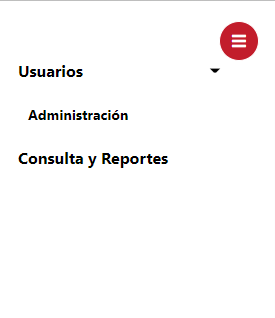 Usuarios
Administración
Consulta y Reportes